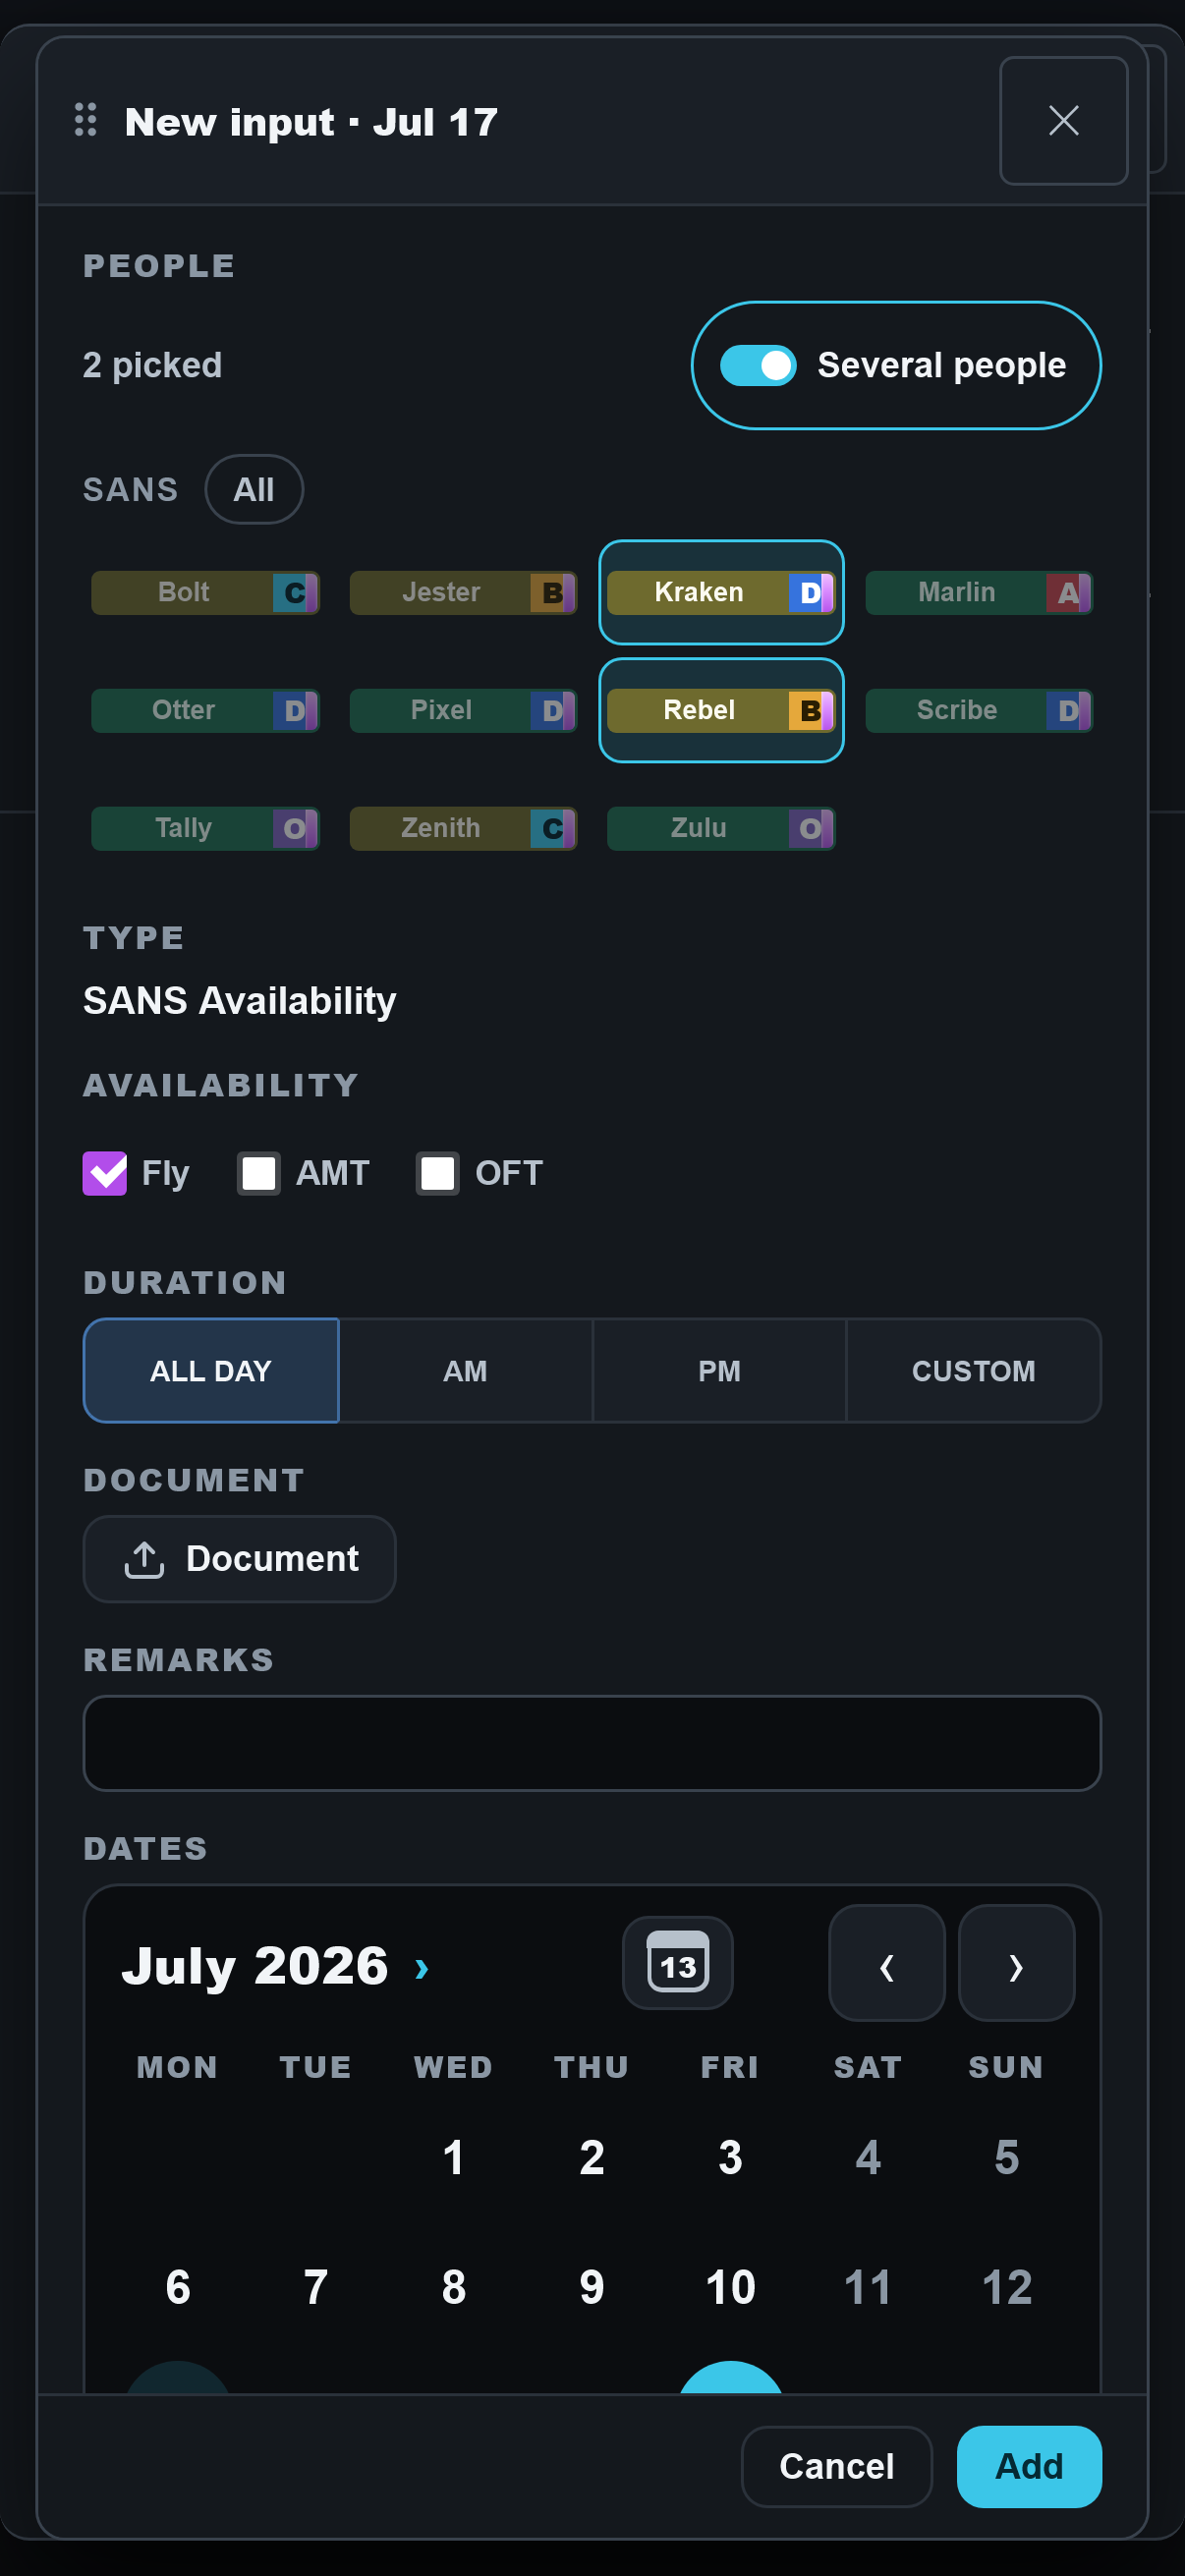 New input · Jul 17
PEOPLE
2 picked
Several people
SANS All
Bolt C Jester B Kraken D Marlin A
Otter D Pixel D Rebel B Scribe D
Tally O Zenith C Zulu O
TYPE
SANS Availability
AVAILABILITY
Fly AMT OFT
DURATION
ALL DAY AM PM CUSTOM
DOCUMENT
Document
REMARKS
DATES
July 2026 › 13 ‹ ›
MON TUE WED THU FRI SAT SUN
1 2 3 4 5
6 7 8 9 10 11 12
Cancel Add